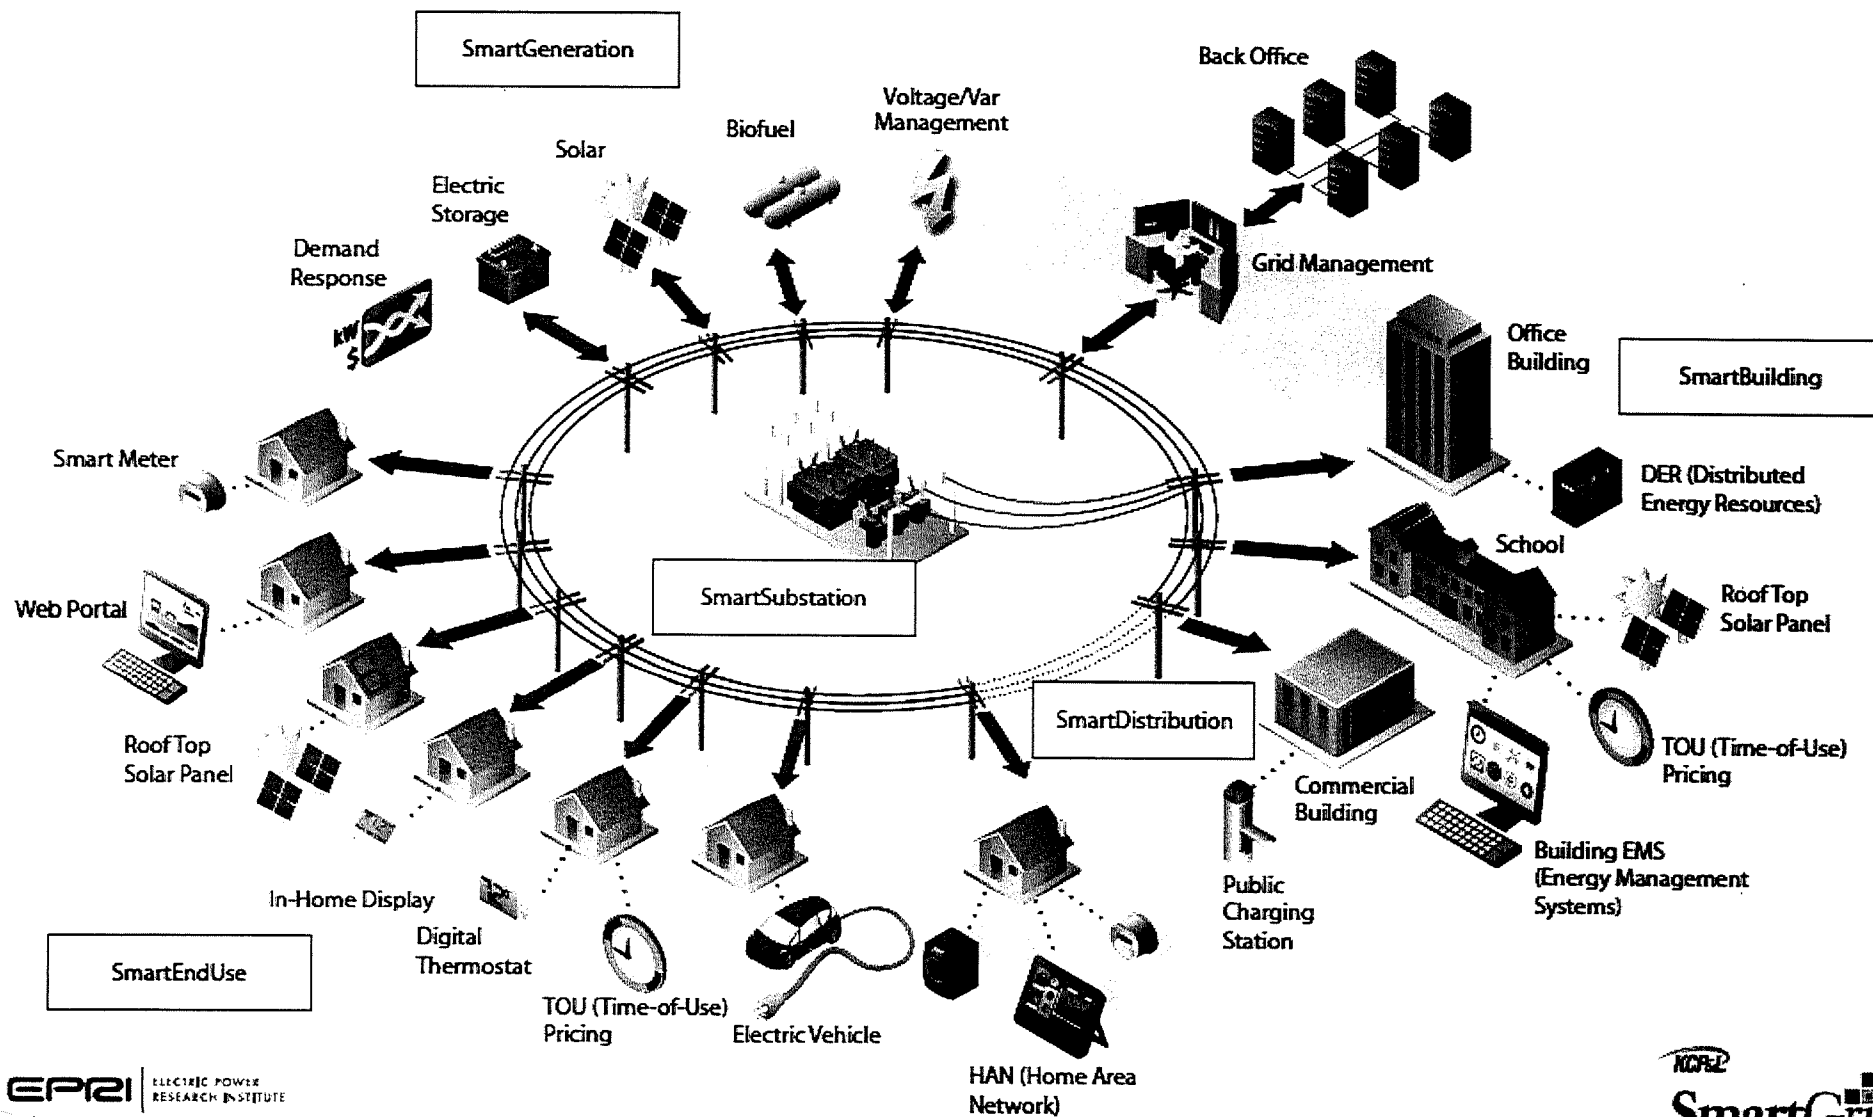 SmartGeneration
Back Office
Voltage/Var
Management
Biofuel
Solar
Electric
Storage
Demand
Response
kW
$
Grid Management
Office
Building
SmartBuilding
Smart Meter
DER (Distributed
Energy Resources)
School
Web Portal
SmartSubstation
Roof Top
Solar Panel
SmartDistribution
Roof Top
Solar Panel
TOU (Time-of-Use)
Pricing
Commercial
Building
Building EMS
(Energy Management
Systems)
In-Home Display
Public
Charging
Station
Digital
Thermostat
SmartEndUse
TOU (Time-of-Use)
Pricing
Electric Vehicle
HAN (Home Area
Network)
EPRI
ELECTRIC POWER
RESEARCH INSTITUTE
KCP&L
SmartGri